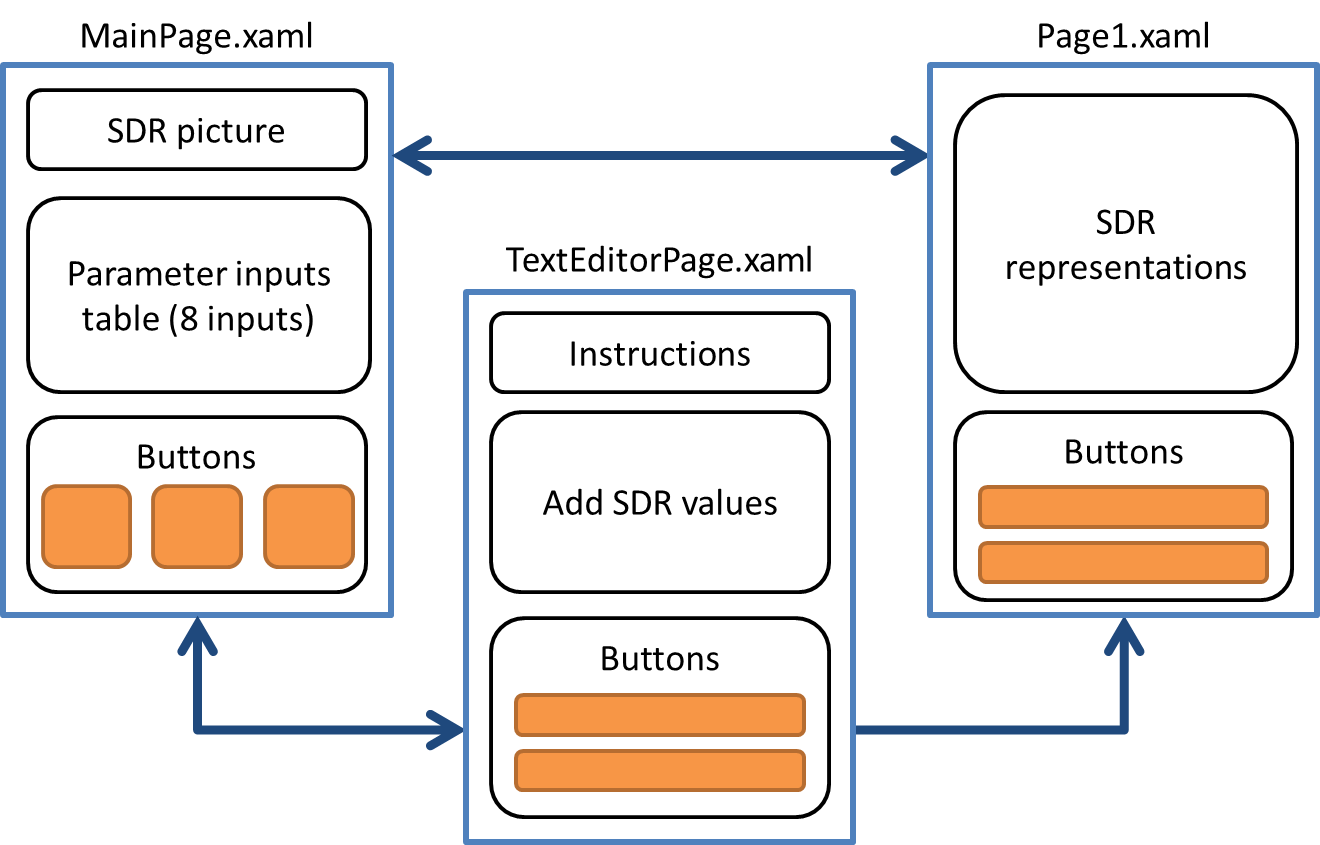 MainPage.xaml
SDR picture
Parameter inputs
table (8 inputs)
Buttons
TextEditorPage.xaml
Instructions
Add SDR values
Buttons
Page1.xaml
SDR
representations
Buttons